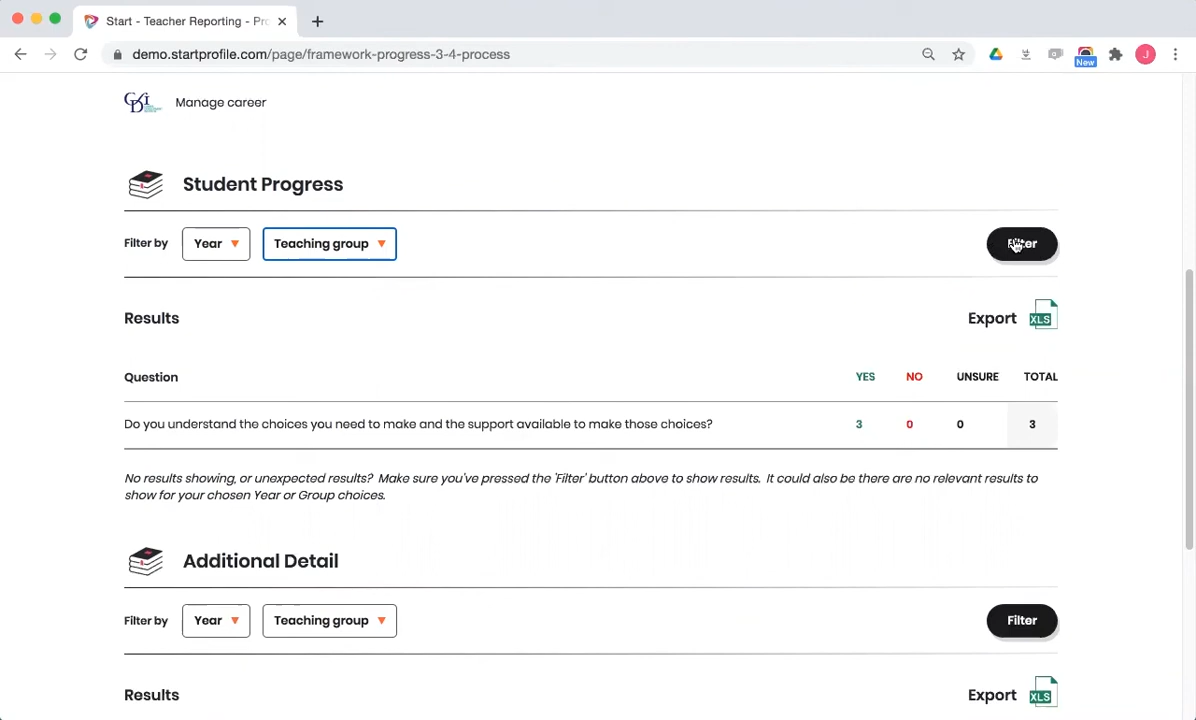 Start - Teacher Reporting - Pro
demo.startprofile.com/page/framework-progress-3-4-process
New
J
CDI
Manage career
Student Progress
Filter by Year Teaching group Filter
Results Export XLS
Question YES NO UNSURE TOTAL
Do you understand the choices you need to make and the support available to make those choices? 3 0 0 3
No results showing, or unexpected results? Make sure you've pressed the 'Filter' button above to show results. It could also be there are no relevant results to
show for your chosen Year or Group choices.
Additional Detail
Filter by Year Teaching group Filter
Results Export XLS